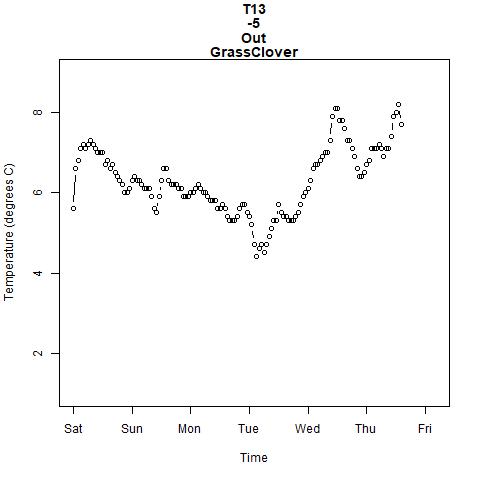 T13
-5
Out
GrassClover
Temperature (degrees C)
8
6
4
2
Sat Sun Mon Tue Wed Thu Fri
Time